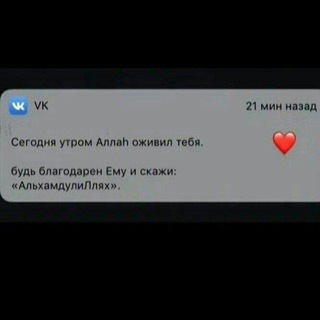 VK 21 мин назад
Сегодня утром Аллаh оживил тебя.
будь благодарен Ему и скажи:
«АльхамдулиЛлях».